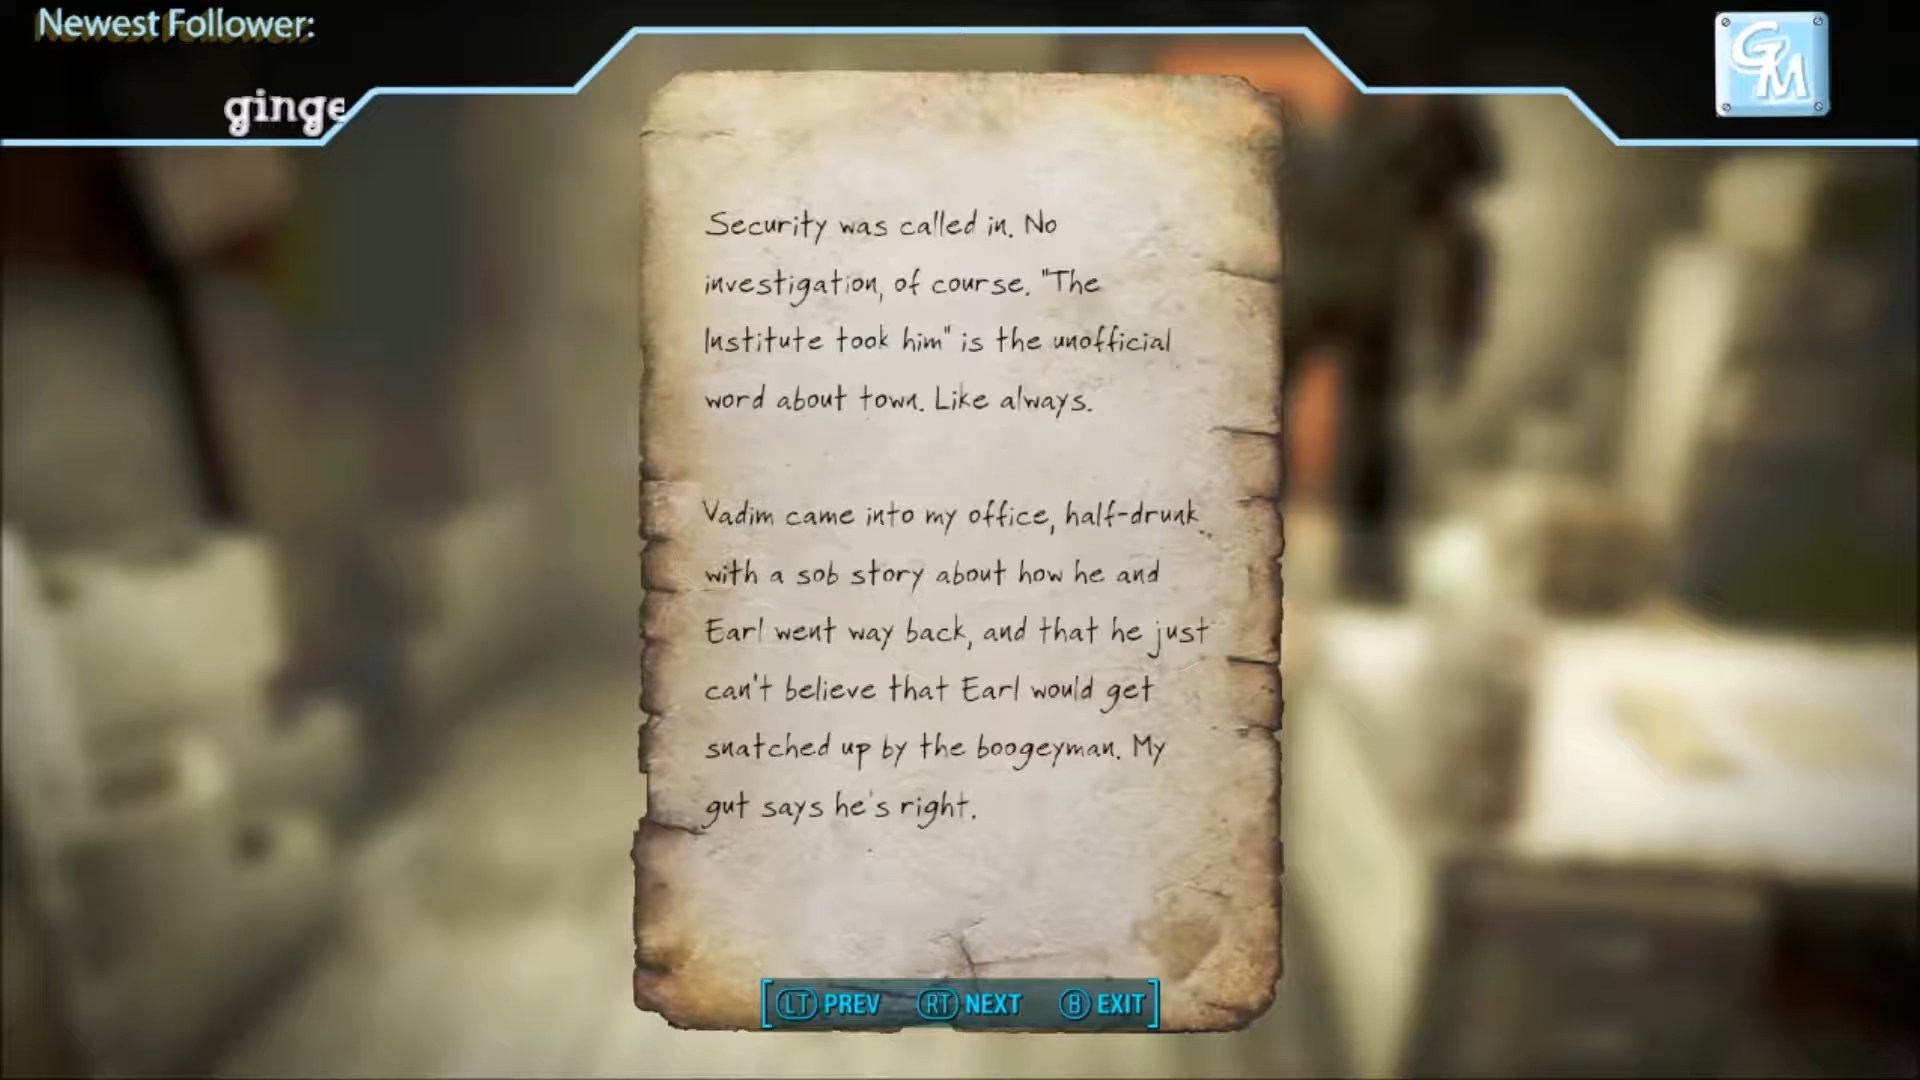 Newest Follower:
ginge
GM
Security was called in. No
investigation, of course. "The
Institute took him" is the unofficial
word about town. Like always.
Vadim came into my office, half-drunk
with a sob story about how he and
Earl went way back, and that he just
can't believe that Earl would get
snatched up by the boogeyman. My
gut says he's right.
LT PREV RT NEXT B EXIT